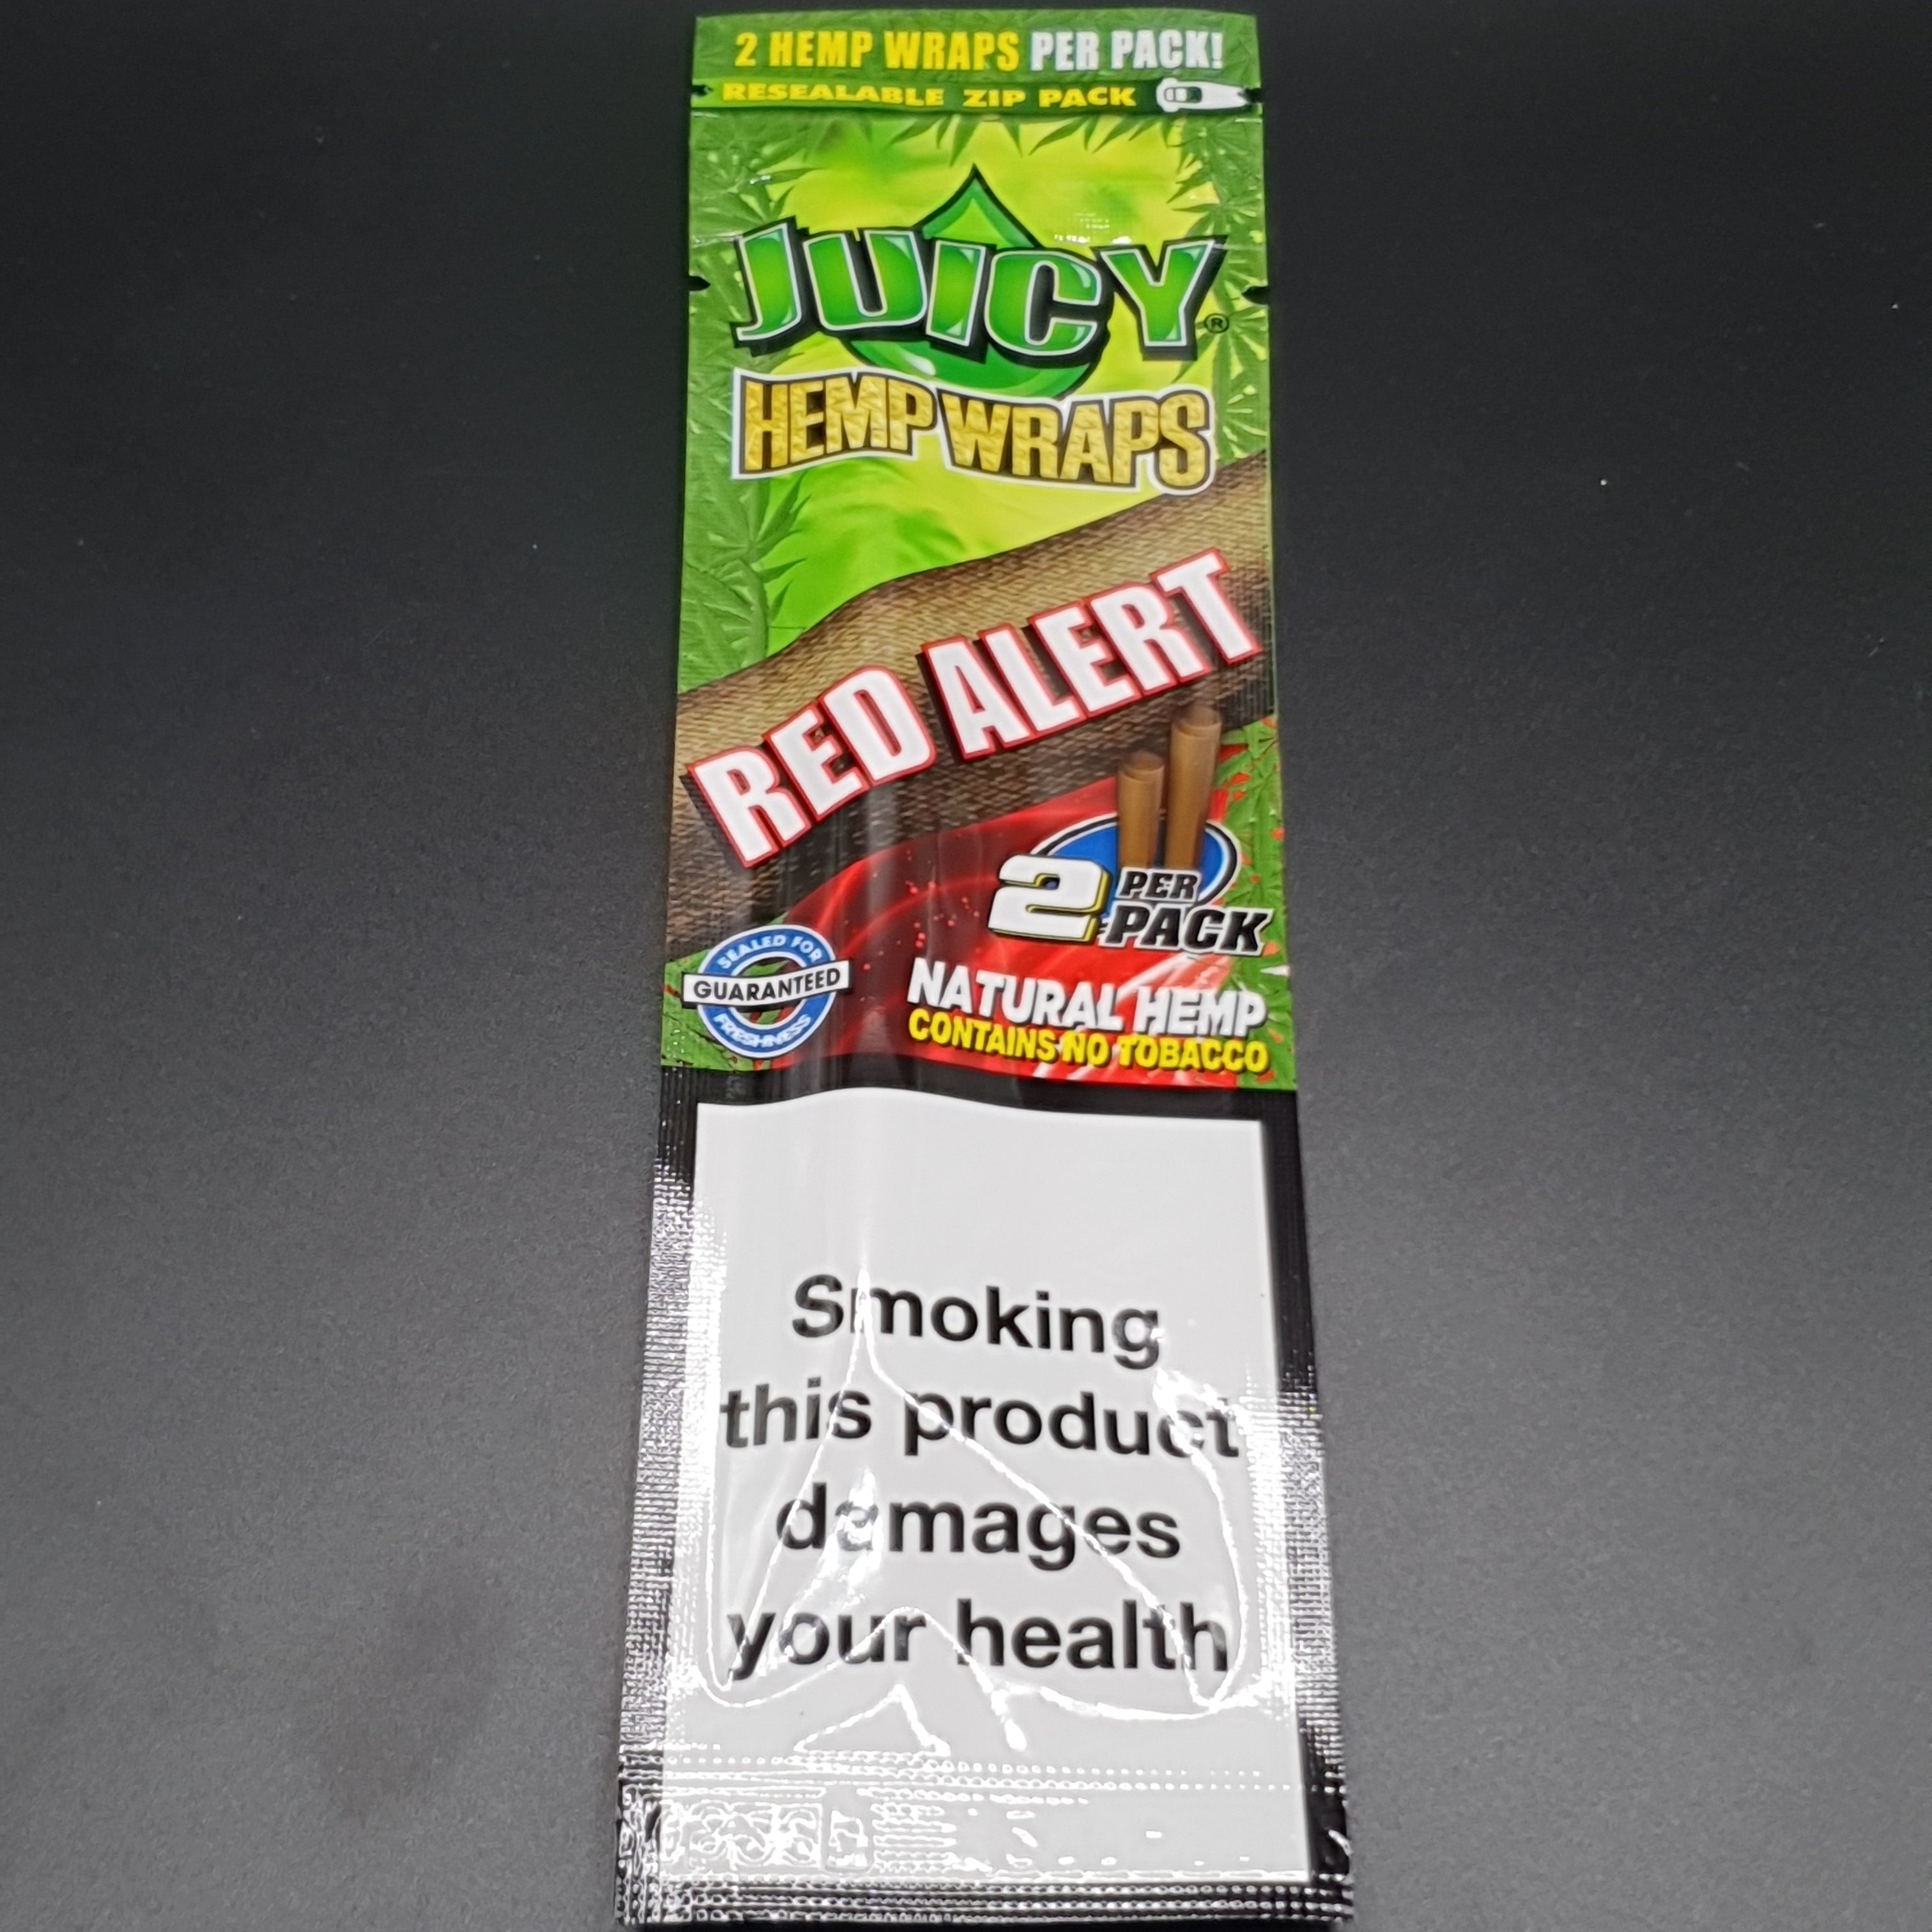 2 HEMP WRAPS PER PACK!
RESEALABLE ZIP PACK
JUICY®
HEMP WRAPS
RED ALERT
2 PER
PACK
SEALED FOR
GUARANTEED
FRESHNESS
NATURAL HEMP
CONTAINS NO TOBACCO
Smoking
this product
damages
your health